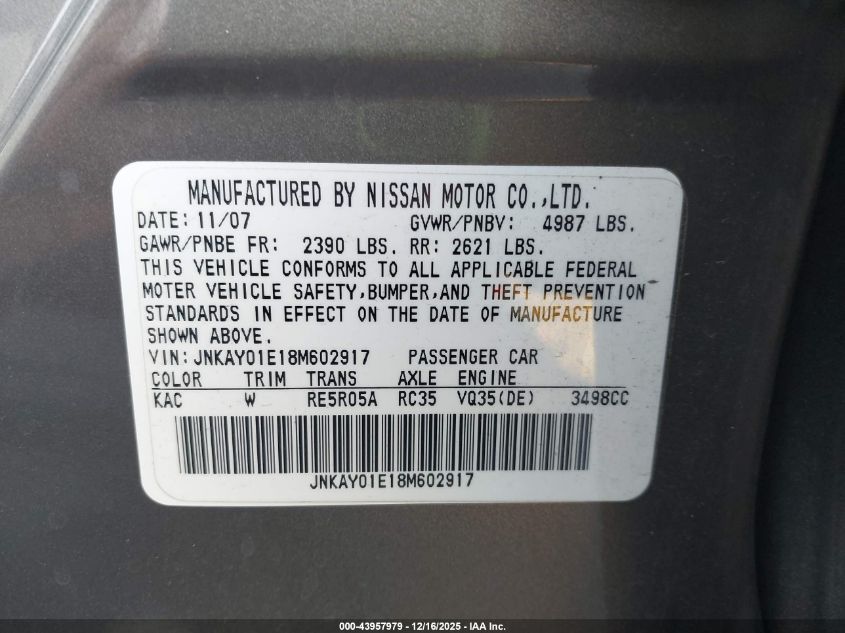 MANUFACTURED BY NISSAN MOTOR CO.,LTD.
DATE: 11/07 GVWR/PNBV: 4987 LBS.
GAWR/PNBE FR: 2390 LBS. RR: 2621 LBS.
THIS VEHICLE CONFORMS TO ALL APPLICABLE FEDERAL
MOTER VEHICLE SAFETY,BUMPER,AND THEFT PREVENTION
STANDARDS IN EFFECT ON THE DATE OF MANUFACTURE
SHOWN ABOVE.
VIN: JNKAY01E18M602917 PASSENGER CAR
COLOR TRIM TRANS AXLE ENGINE
KAC W RE5R05A RC35 VQ35(DE) 3498CC
JNKAY01E18M602917
000-43957979 • 12/16/2025 • IAA Inc.